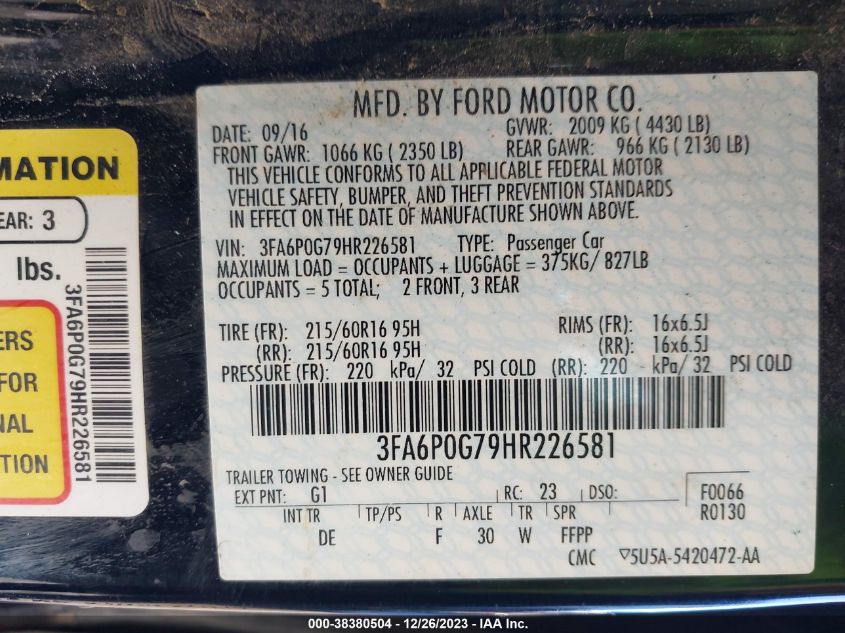 MATION
EAR: 3
lbs.
ERS
FOR
NAL
TION
3FA6P0G79HR226581
MFD. BY FORD MOTOR CO.
DATE: 09/16 GVWR: 2009 KG ( 4430 LB)
FRONT GAWR: 1066 KG ( 2350 LB) REAR GAWR: 966 KG ( 2130 LB)
THIS VEHICLE CONFORMS TO ALL APPLICABLE FEDERAL MOTOR
VEHICLE SAFETY, BUMPER, AND THEFT PREVENTION STANDARDS
IN EFFECT ON THE DATE OF MANUFACTURE SHOWN ABOVE.
VIN: 3FA6P0G79HR226581 TYPE: Passenger Car
MAXIMUM LOAD = OCCUPANTS + LUGGAGE = 375KG/ 827LB
OCCUPANTS = 5 TOTAL; 2 FRONT, 3 REAR
TIRE (FR): 215/60R16 95H RIMS (FR): 16x6.5J
(RR): 215/60R16 95H (RR): 16x6.5J
PRESSURE (FR): 220 kPa/ 32 PSI COLD (RR): 220 kPa/ 32 PSI COLD
3FA6P0G79HR226581
TRAILER TOWING - SEE OWNER GUIDE
EXT PNT: G1 RC: 23 DSO: F0066
INT TR TP/PS R AXLE TR SPR R0130
DE F 30 W FFPP
CMC ▽5U5A-5420472-AA
000-38380504 - 12/26/2023 - IAA Inc.